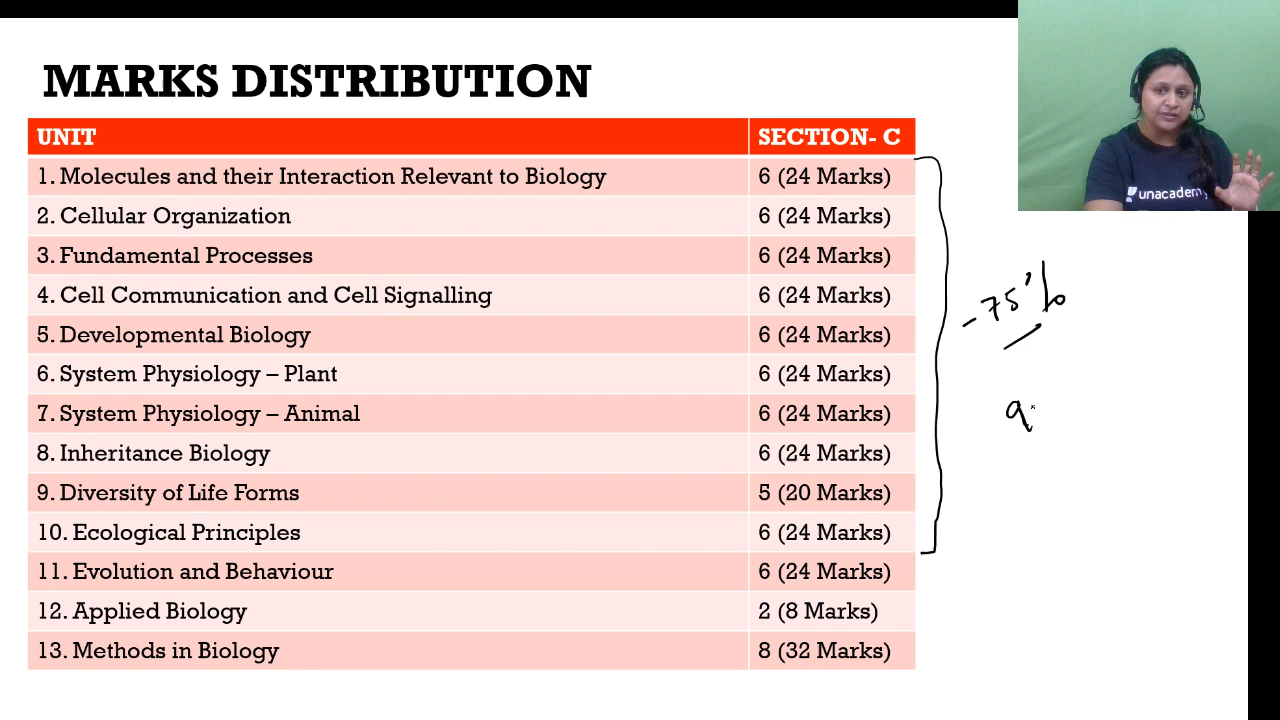 MARKS DISTRIBUTION
UNIT SECTION- C
1. Molecules and their Interaction Relevant to Biology 6 (24 Marks)
2. Cellular Organization 6 (24 Marks)
3. Fundamental Processes 6 (24 Marks)
4. Cell Communication and Cell Signalling 6 (24 Marks)
5. Developmental Biology 6 (24 Marks)
6. System Physiology – Plant 6 (24 Marks)
7. System Physiology – Animal 6 (24 Marks)
8. Inheritance Biology 6 (24 Marks)
9. Diversity of Life Forms 5 (20 Marks)
10. Ecological Principles 6 (24 Marks)
11. Evolution and Behaviour 6 (24 Marks)
12. Applied Biology 2 (8 Marks)
13. Methods in Biology 8 (32 Marks)
unacademy
- 75%